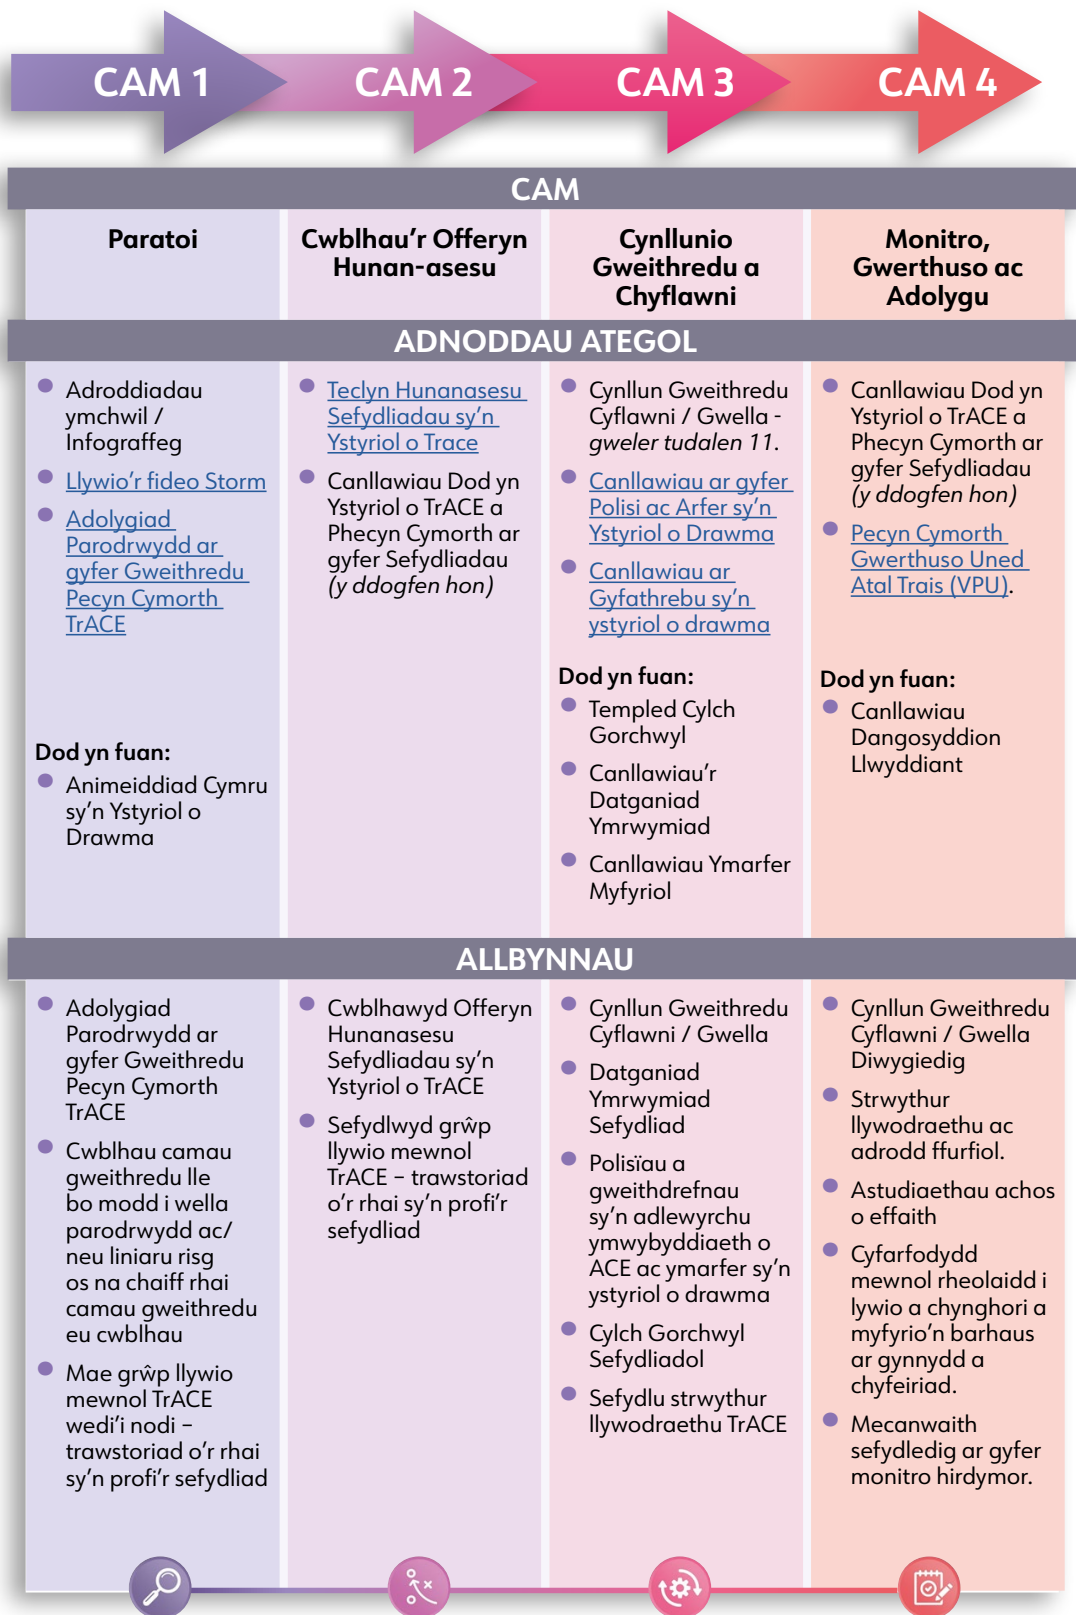 CAM 1
CAM 2
CAM 3
CAM 4
CAM
Paratoi
Cwblhau'r Offeryn
Hunan-asesu
Cynllunio
Gweithredu a
Chyflawni
Monitro,
Gwerthuso ac
Adolygu
ADNODDAU ATEGOL
Adroddiadau
ymchwil /
Infograffeg
Llywio'r fideo Storm
Adolygiad
Parodrwydd ar
gyfer Gweithredu
Pecyn Cymorth
TrACE
Dod yn fuan:
Animeiddiad Cymru
sy'n Ystyriol o
Drawma
Teclyn Hunanasesu
Sefydliadau sy'n
Ystyriol o Trace
Canllawiau Dod yn
Ystyriol o TrACE a
Phecyn Cymorth ar
gyfer Sefydliadau
(y ddogfen hon)
Cynllun Gweithredu
Cyflawni / Gwella -
gweler tudalen 11.
Canllawiau ar gyfer
Polisi ac Arfer sy'n
Ystyriol o Drawma
Canllawiau ar
Gyfathrebu sy'n
ystyriol o drawma
Dod yn fuan:
Templed Cylch
Gorchwyl
Canllawiau'r
Datganiad
Ymrwymiad
Canllawiau Ymarfer
Myfyriol
Canllawiau Dod yn
Ystyriol o TrACE a
Phecyn Cymorth ar
gyfer Sefydliadau
(y ddogfen hon)
Pecyn Cymorth
Gwerthuso Uned
Atal Trais (VPU).
Dod yn fuan:
Canllawiau
Dangosyddion
Llwyddiant
ALLBYNNAU
Adolygiad
Parodrwydd ar
gyfer Gweithredu
Pecyn Cymorth
TrACE
Cwblhau camau
gweithredu lle
bo modd i wella
parodrwydd ac/
neu liniaru risg
os na chaiff rhai
camau gweithredu
eu cwblhau
Mae grŵp llywio
mewnol TrACE
wedi'i nodi –
trawstoriad o'r rhai
sy'n profi'r sefydliad
Cwblhawyd Offeryn
Hunanasesu
Sefydliadau sy'n
Ystyriol o TrACE
Sefydlwyd grŵp
llywio mewnol
TrACE – trawstoriad
o'r rhai sy'n profi'r
sefydliad
Cynllun Gweithredu
Cyflawni / Gwella
Datganiad
Ymrwymiad
Sefydliad
Polisïau a
gweithdrefnau
sy'n adlewyrchu
ymwybyddiaeth o
ACE ac ymarfer sy'n
ystyriol o drawma
Cylch Gorchwyl
Sefydliadol
Sefydlu strwythur
llywodraethu TrACE
Cynllun Gweithredu
Cyflawni / Gwella
Diwygiedig
Strwythur
llywodraethu ac
adrodd ffurfiol.
Astudiaethau achos
o effaith
Cyfarfodydd
mewnol rheolaidd i
lywio a chynghori a
myfyrio'n barhaus
ar gynnydd a
chyfeiriad.
Mecanwaith
sefydledig ar gyfer
monitro hirdymor.